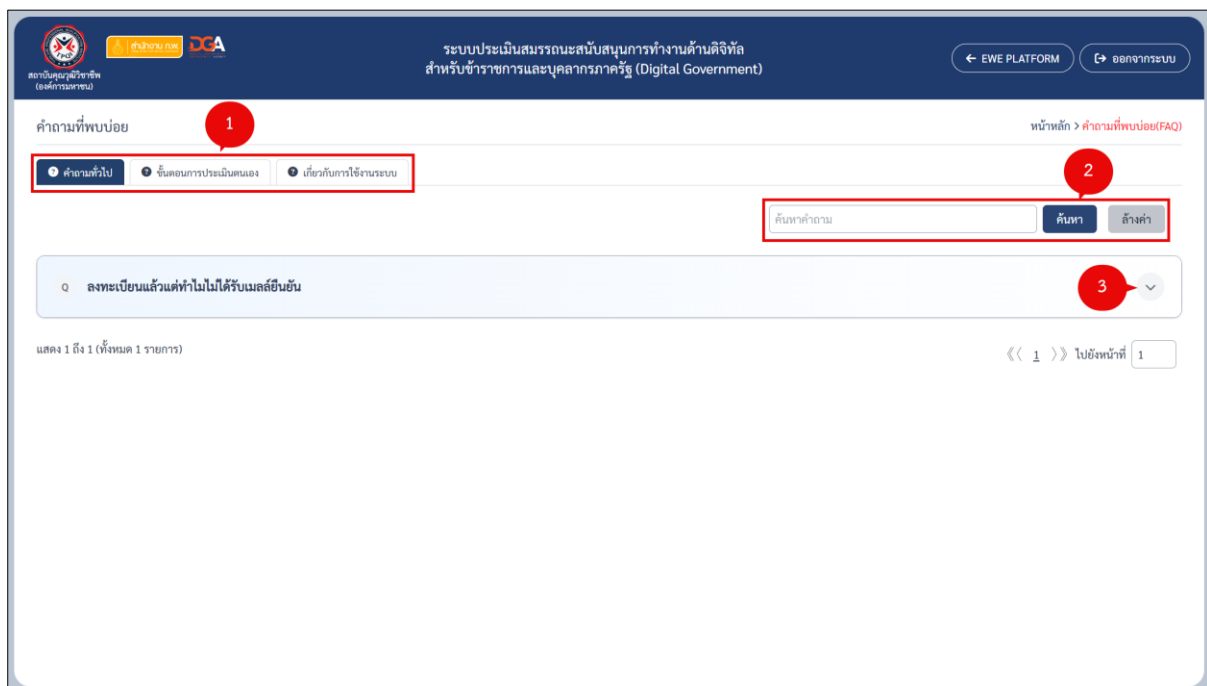 ระบบประเมินสมรรถนะสนับสนุนการทำงานด้านดิจิทัล
สำหรับข้าราชการและบุคลากรภาครัฐ (Digital Government)
TPQI
สำนักงาน ก.พ.
DGA
สถาบันคุณวุฒิวิชาชีพ
(องค์การมหาชน)
← EWE PLATFORM
ออกจากระบบ
คำถามที่พบบ่อย
1
หน้าหลัก > คำถามที่พบบ่อย(FAQ)
คำถามทั่วไป
ขั้นตอนการประเมินตนเอง
เกี่ยวกับการใช้งานระบบ
2
ค้นหาคำถาม
ค้นหา
ล้างค่า
Q ลงทะเบียนแล้วแต่ทำไมไม่ได้รับเมลล์ยืนยัน
3
แสดง 1 ถึง 1 (ทั้งหมด 1 รายการ)
《〈 1 〉》 ไปยังหน้าที่ 1